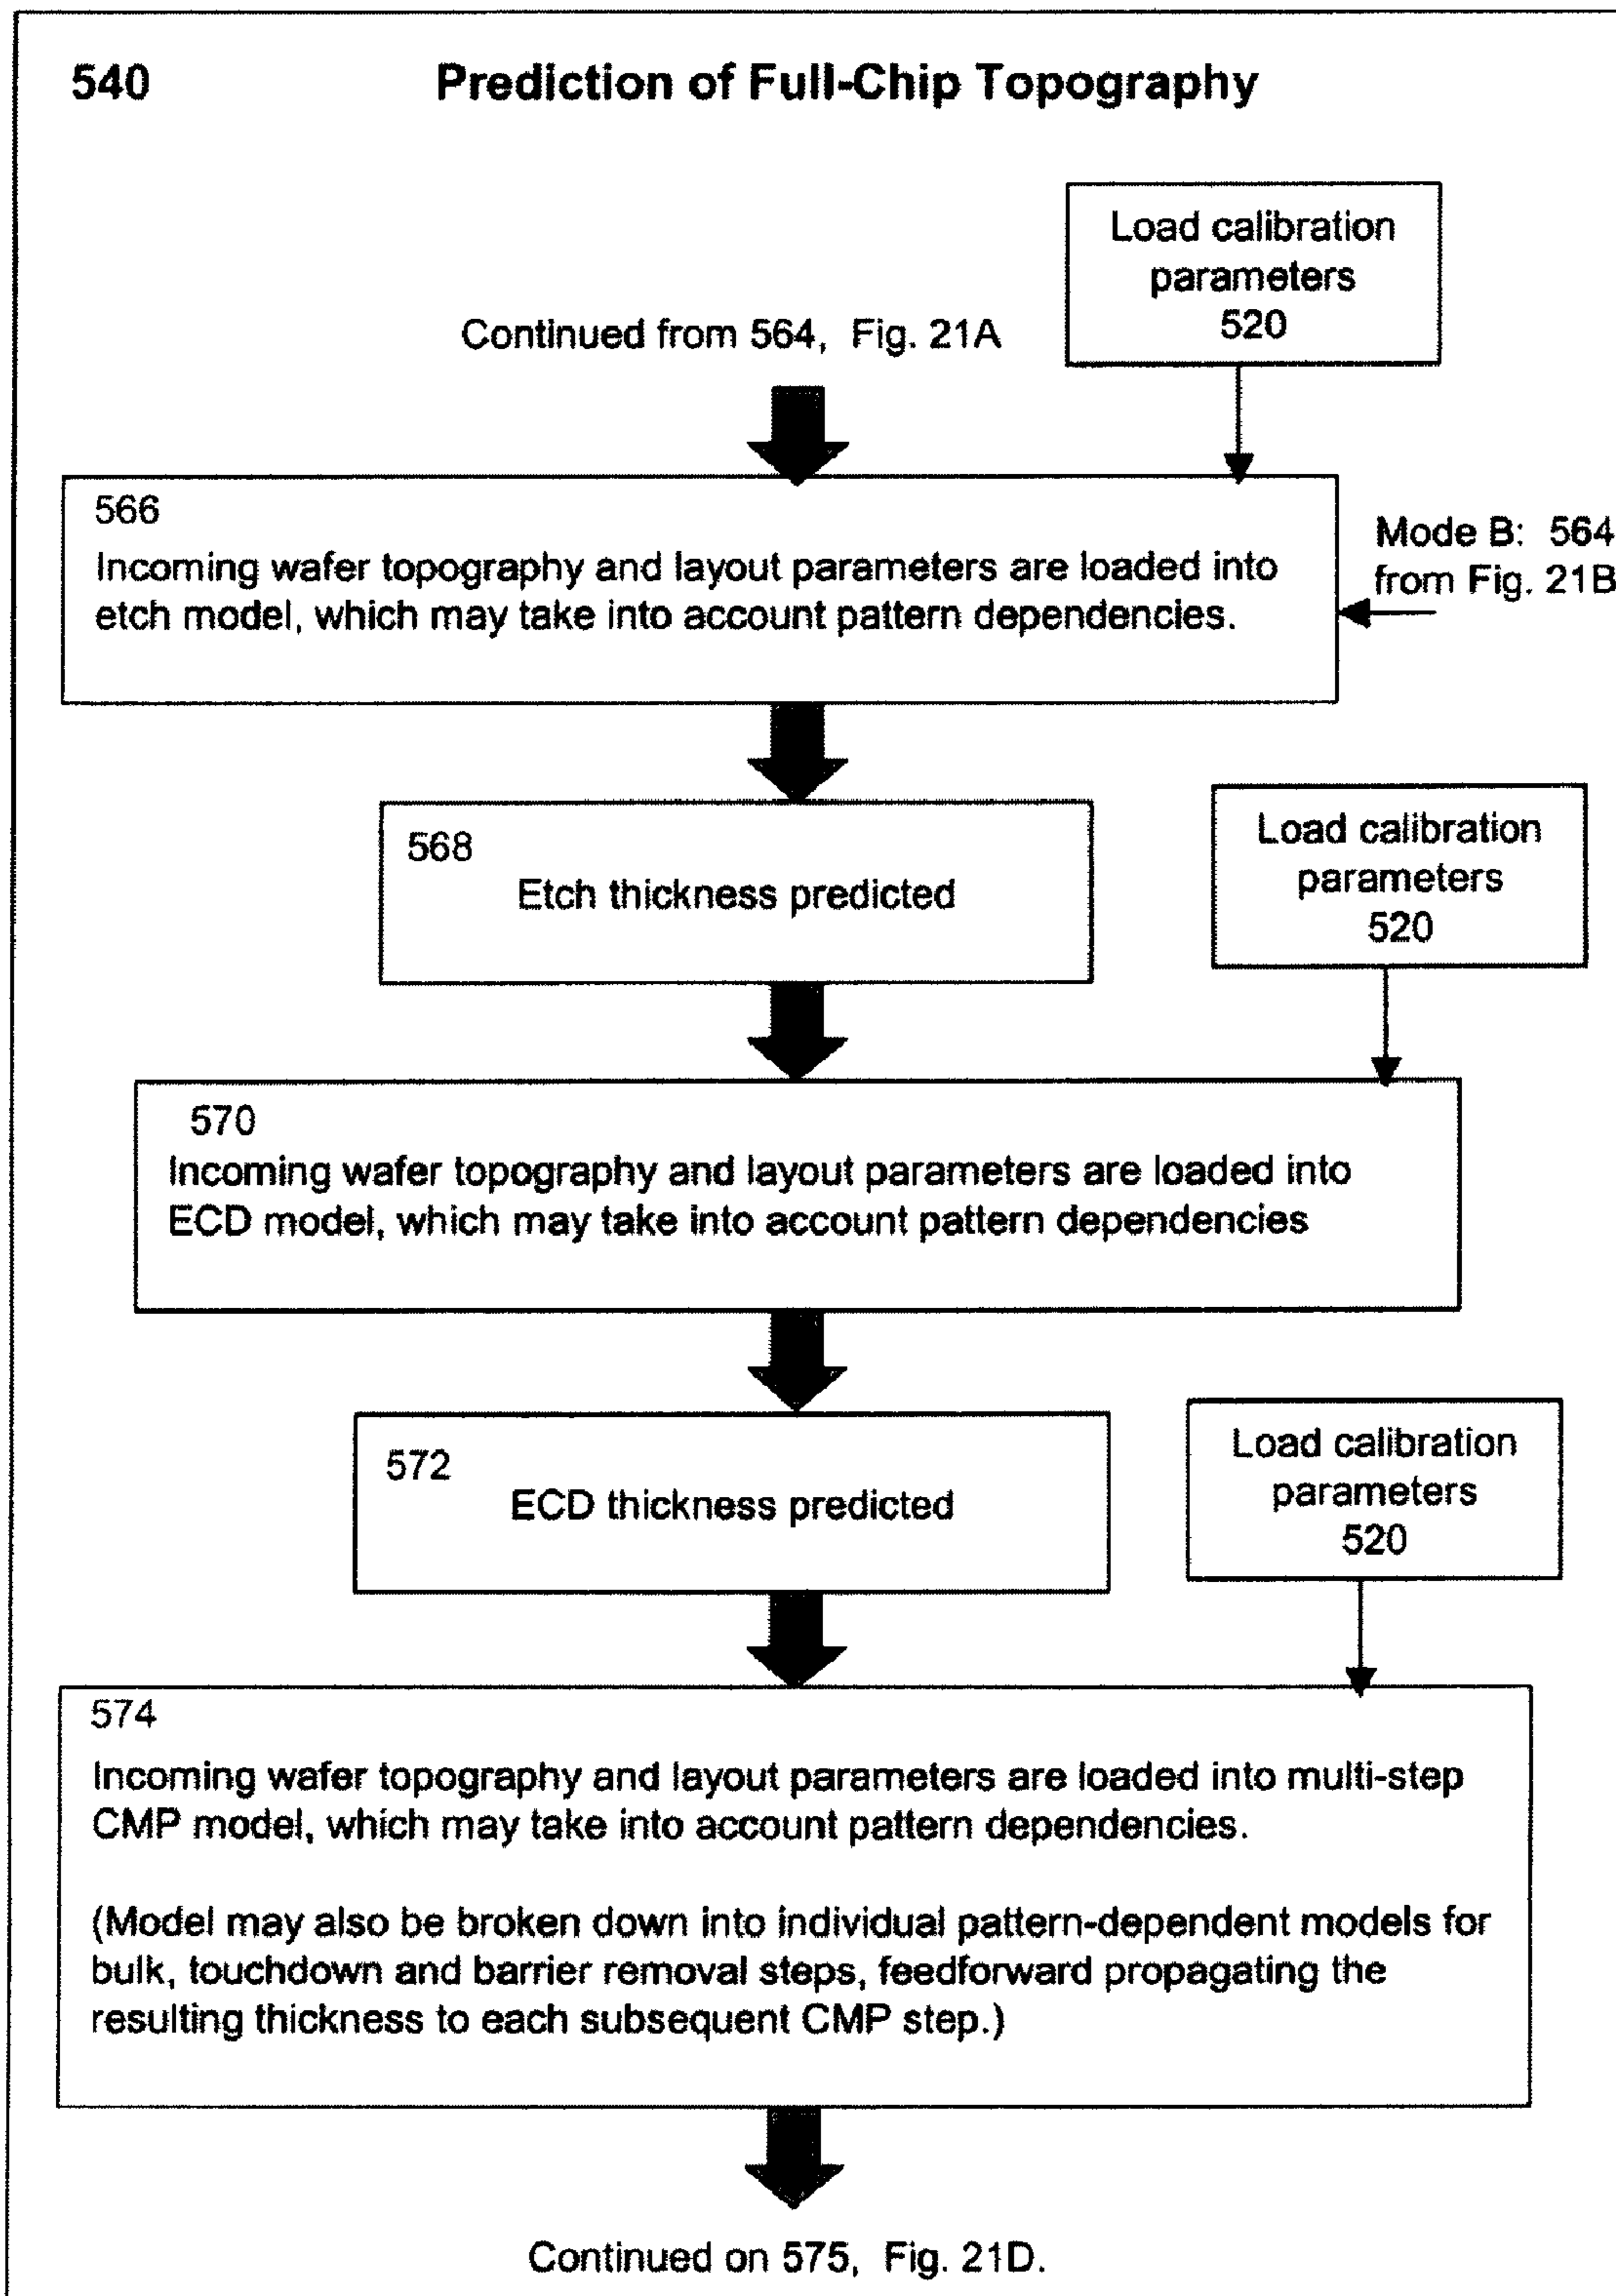 540 Prediction of Full-Chip Topography
Load calibration
parameters
520
Continued from 564, Fig. 21A
566
Incoming wafer topography and layout parameters are loaded into
etch model, which may take into account pattern dependencies.
Mode B: 564
from Fig. 21B
568
Etch thickness predicted
Load calibration
parameters
520
570
Incoming wafer topography and layout parameters are loaded into
ECD model, which may take into account pattern dependencies
572
ECD thickness predicted
Load calibration
parameters
520
574
Incoming wafer topography and layout parameters are loaded into multi-step
CMP model, which may take into account pattern dependencies.
(Model may also be broken down into individual pattern-dependent models for
bulk, touchdown and barrier removal steps, feedforward propagating the
resulting thickness to each subsequent CMP step.)
Continued on 575, Fig. 21D.